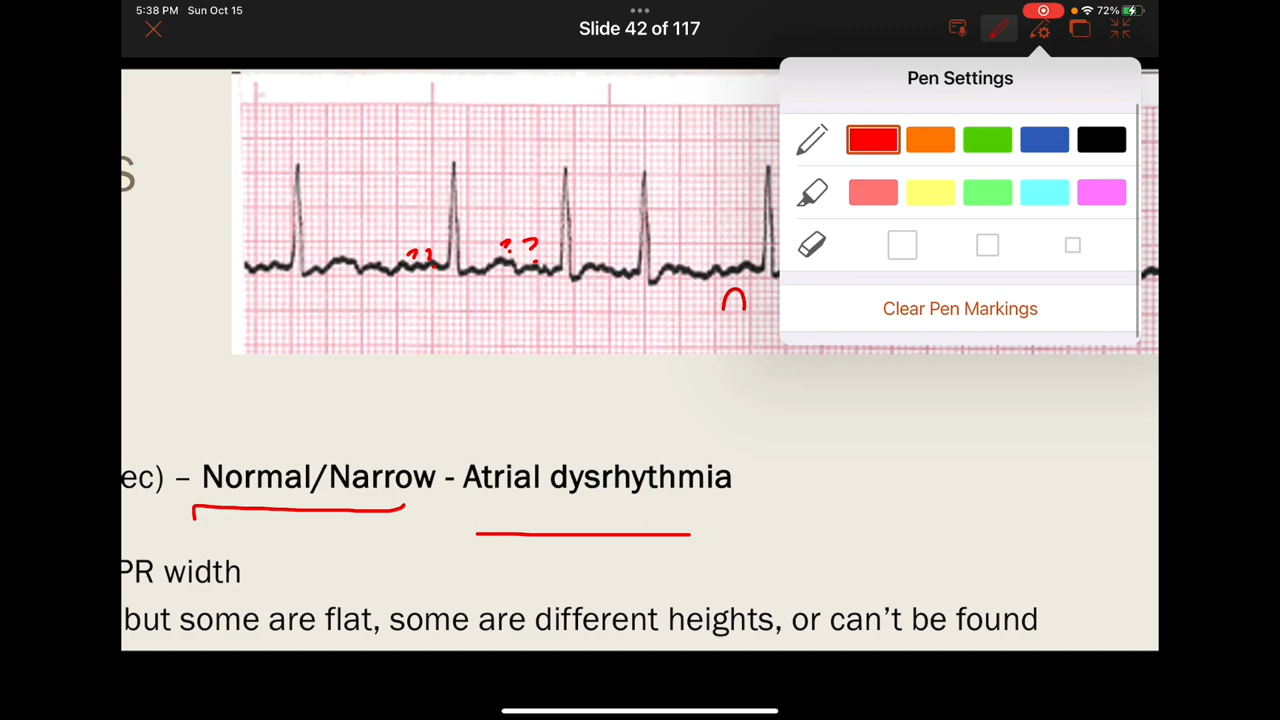 5:38 PM Sun Oct 15
72%
Slide 42 of 117
Pen Settings
S
?? ??
Clear Pen Markings
ec) – Normal/Narrow - Atrial dysrhythmia
PR width
but some are flat, some are different heights, or can't be found